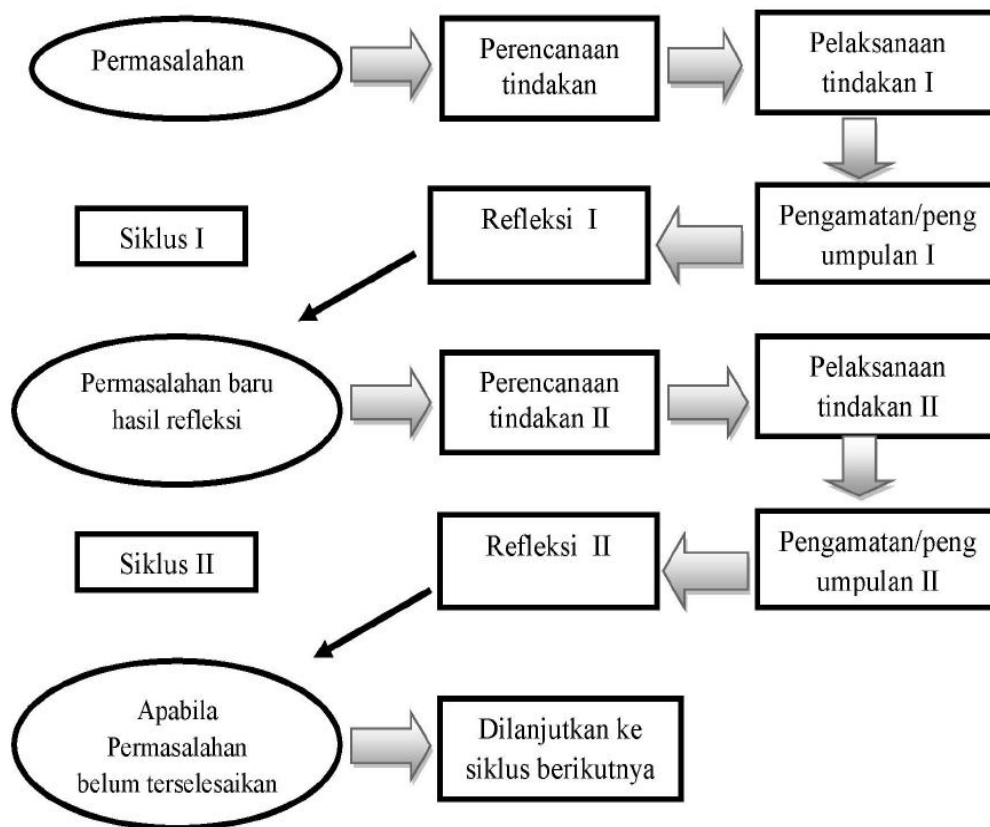 Permasalahan
Perencanaan
tindakan
Pelaksanaan
tindakan I
Siklus I
Refleksi I
Pengamatan/peng
umpulan I
Permasalahan baru
hasil refleksi
Perencanaan
tindakan II
Pelaksanaan
tindakan II
Siklus II
Refleksi II
Pengamatan/peng
umpulan II
Apabila
Permasalahan
belum terselesaikan
Dilanjutkan ke
siklus berikutnya